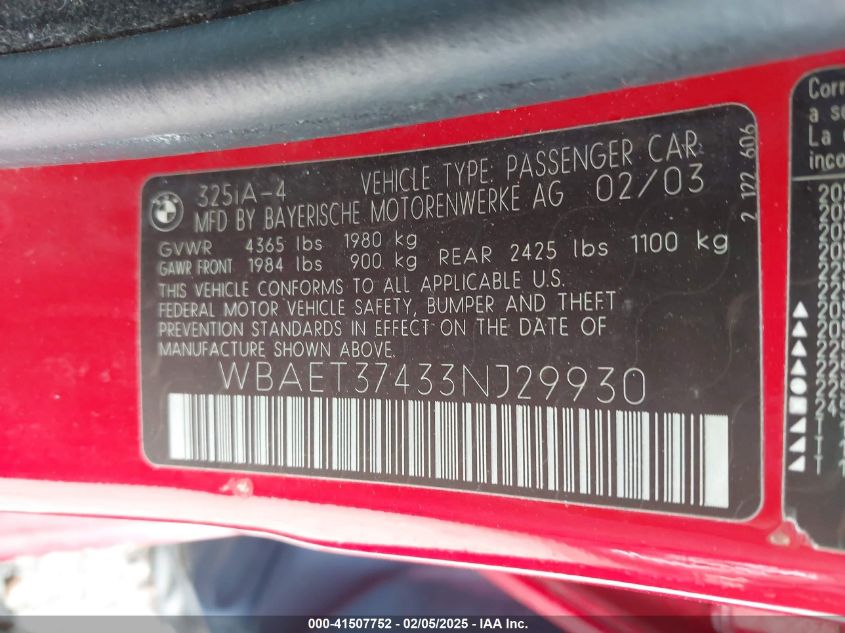 325iA-4 VEHICLE TYPE: PASSENGER CAR
MFD BY BAYERISCHE MOTORENWERKE AG 02/03
GVWR 4365 lbs 1980 kg
GAWR FRONT 1984 lbs 900 kg REAR 2425 lbs 1100 kg
THIS VEHICLE CONFORMS TO ALL APPLICABLE U.S.
FEDERAL MOTOR VEHICLE SAFETY, BUMPER AND THEFT
PREVENTION STANDARDS IN EFFECT ON THE DATE OF
MANUFACTURE SHOWN ABOVE.
WBAET37433NJ29930
2 122 606
a se
La
inco
000-41507752 - 02/05/2025 - IAA Inc.